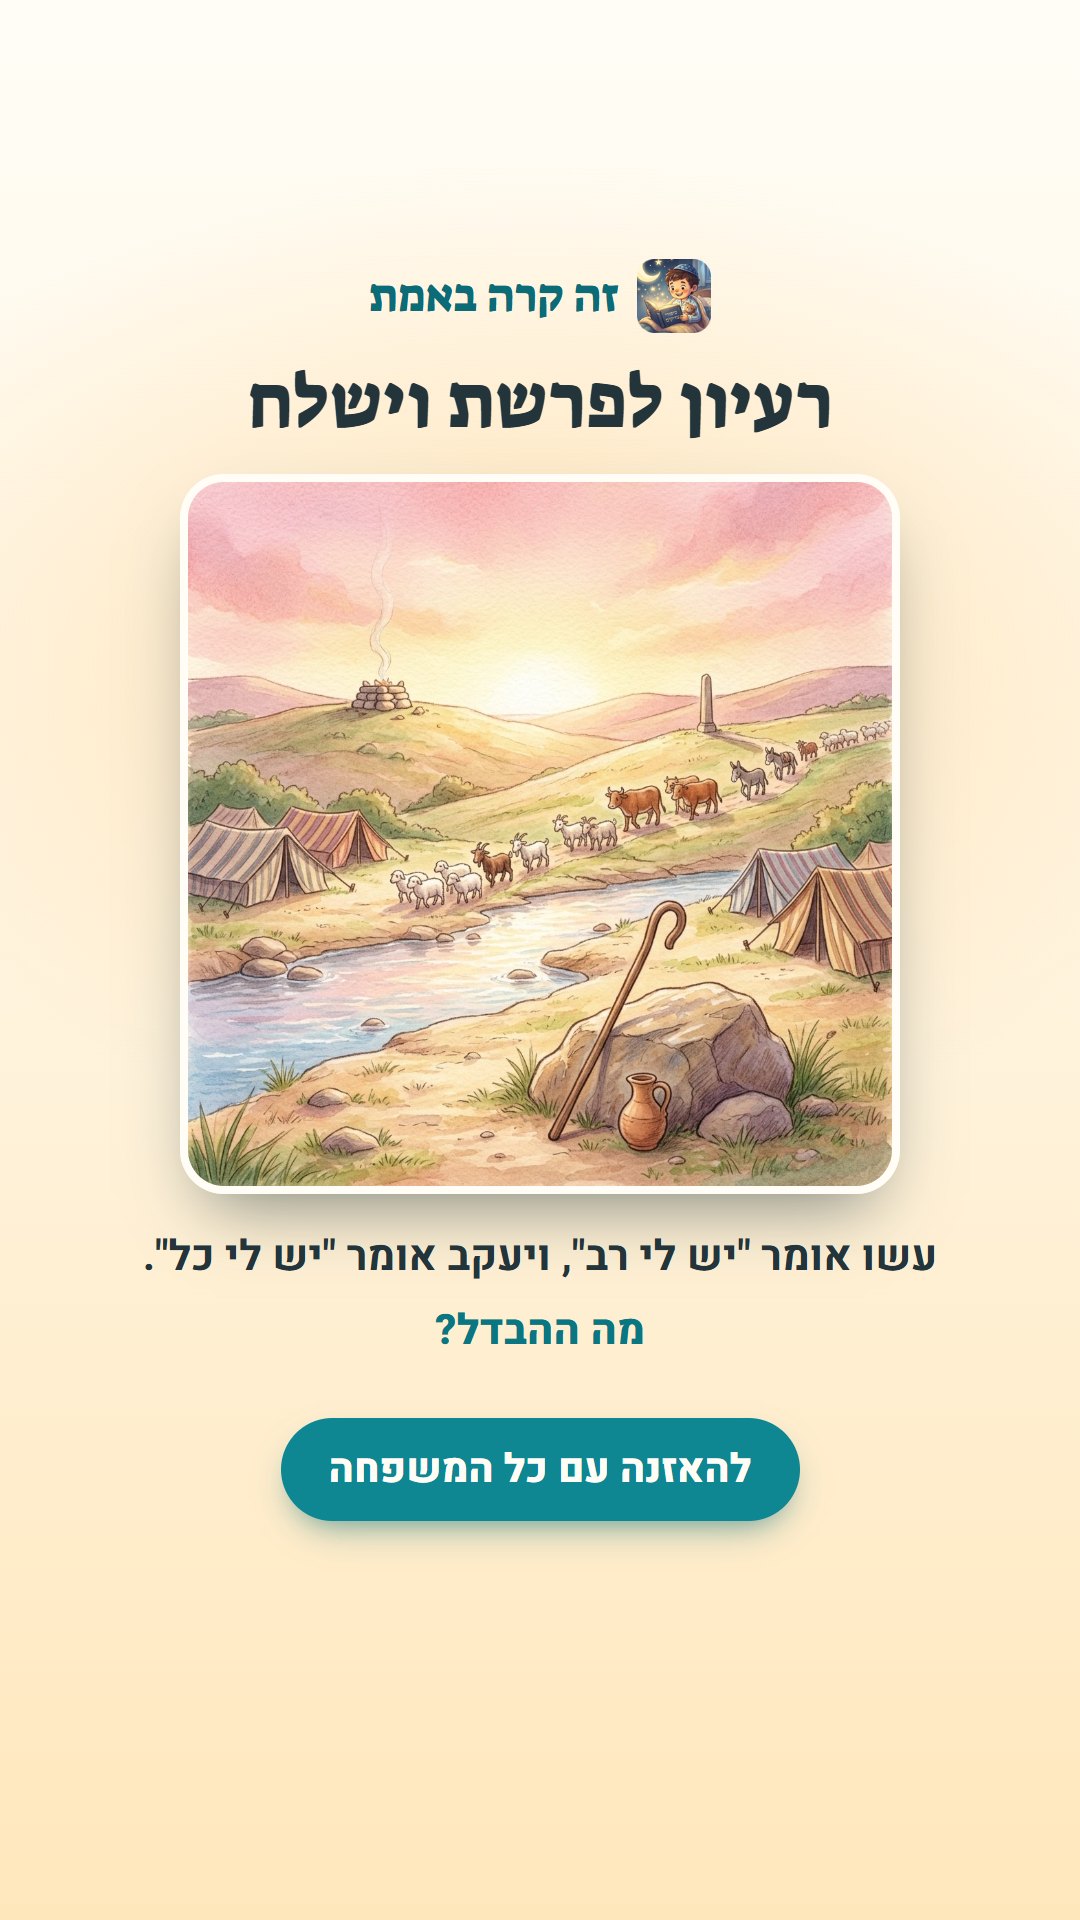 זה קרה באמת
רעיון לפרשת וישלח
עשו אומר "יש לי רב", ויעקב אומר "יש לי כל".
מה ההבדל?
להאזנה עם כל המשפחה